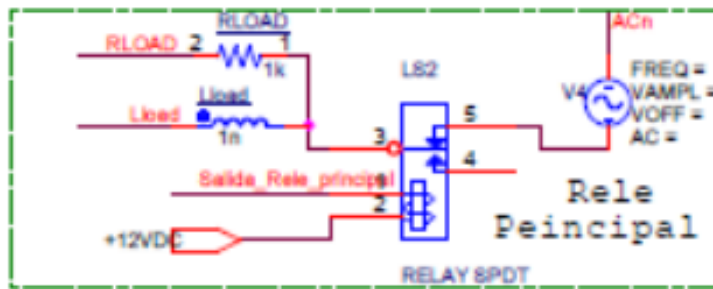 RLOAD
ACn
RLOAD 2 1
1k
LS2
FREQ =
V4 VAMPL =
VOFF =
AC =
Lload Lload
1n
5
3
4
Salida_Rele_principal
1
2
+12VDC
Rele
Peincipal
RELAY SPDT